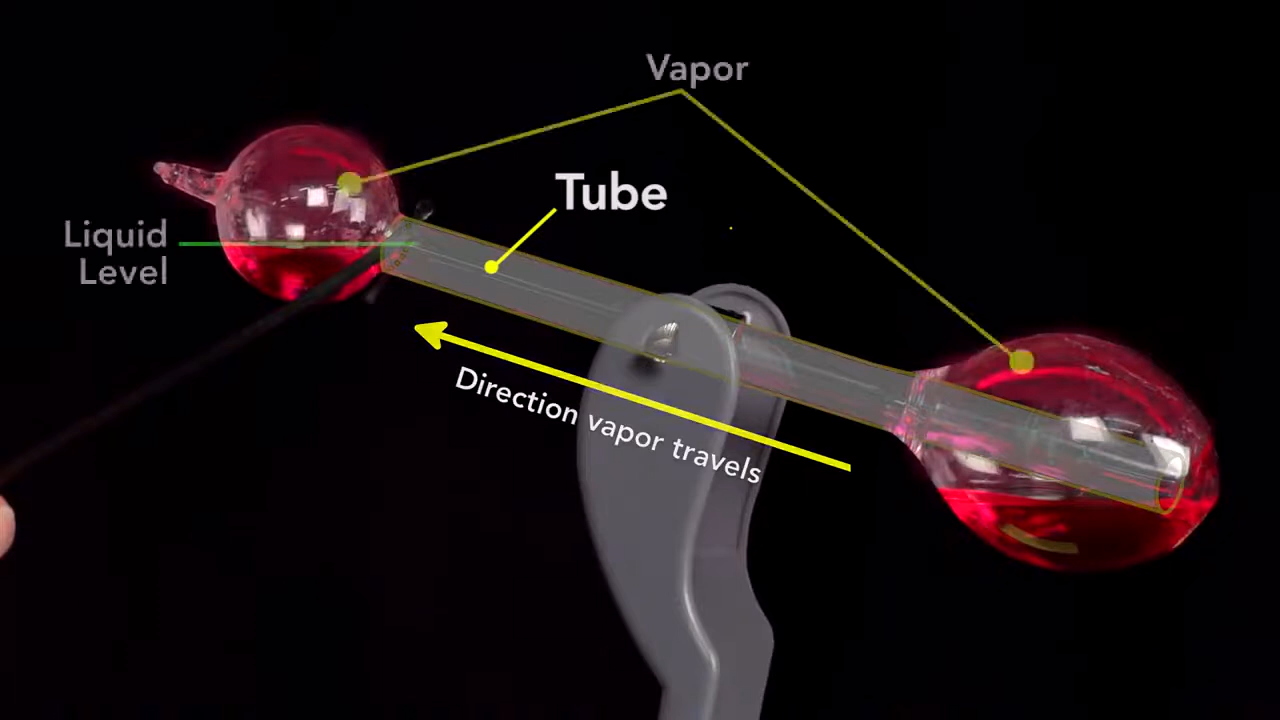 Vapor
Tube
Liquid
Level
Direction vapor travels